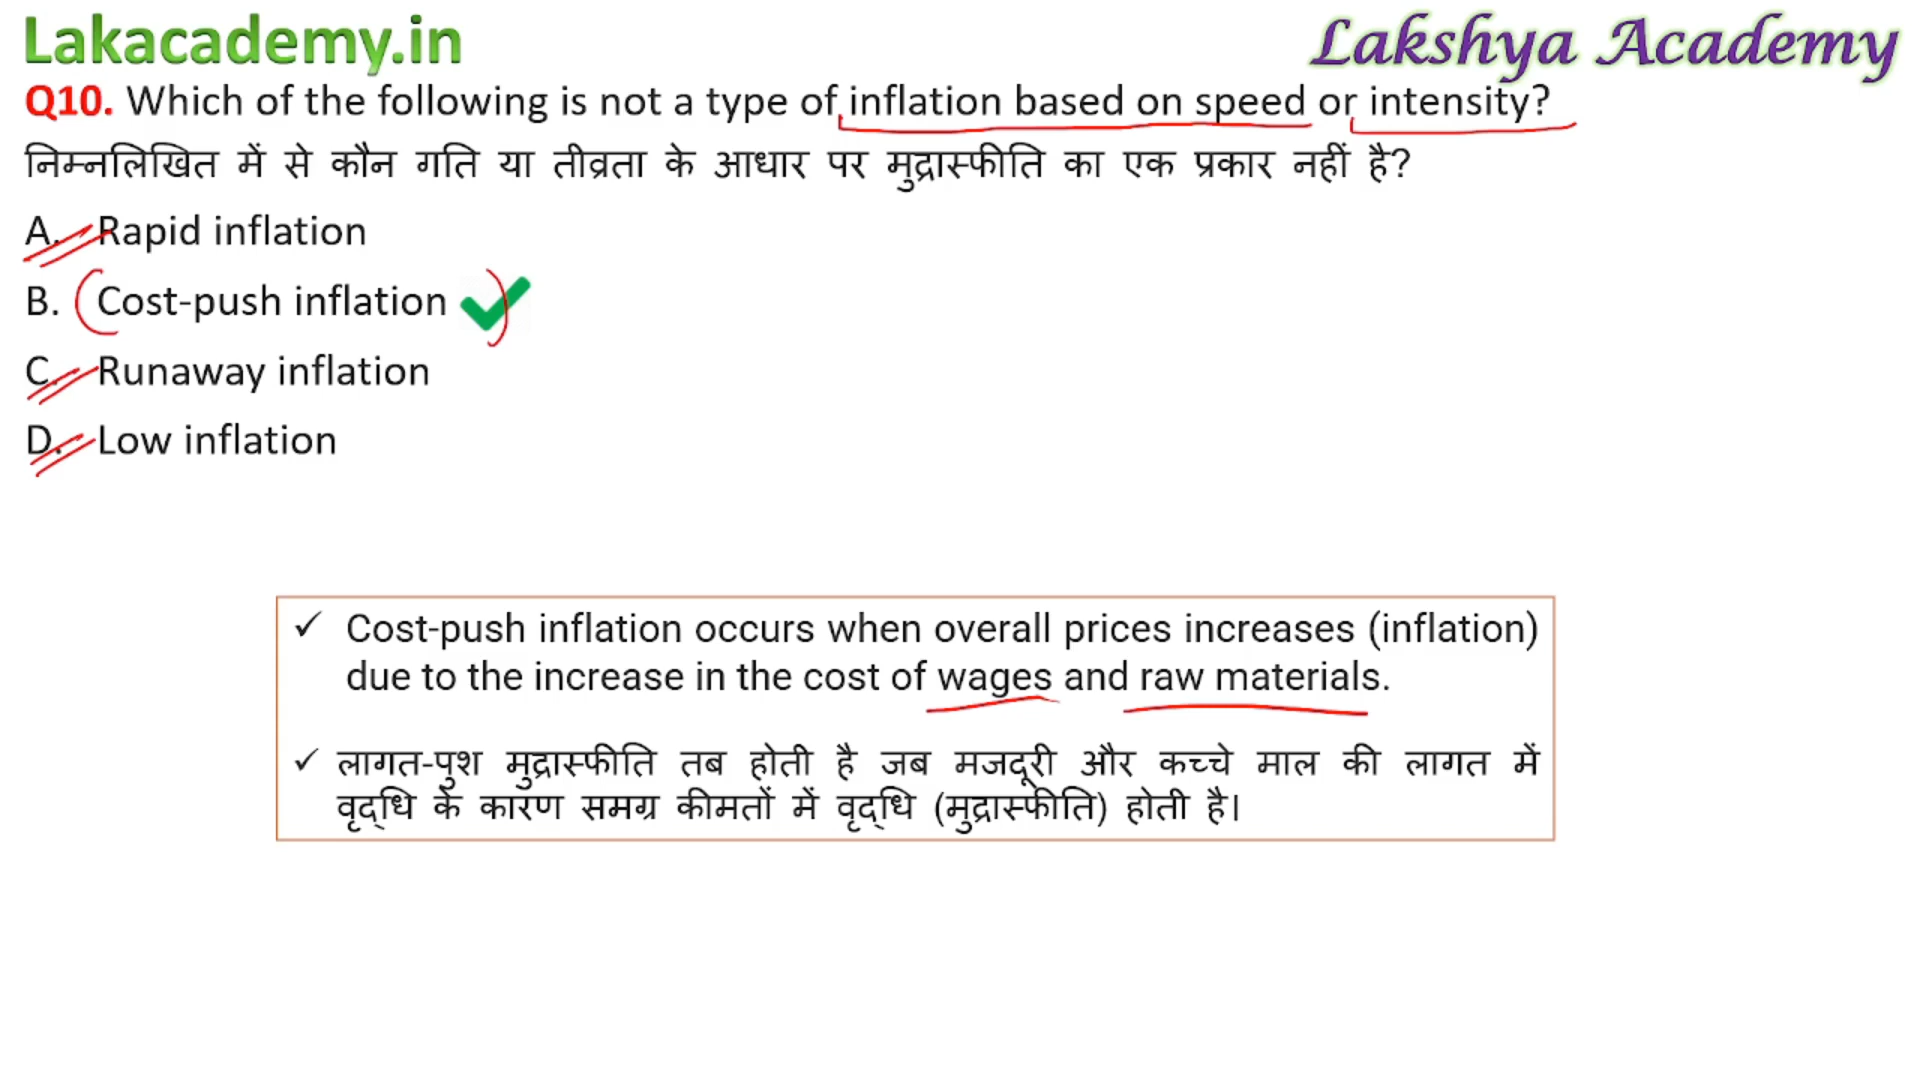 Lakacademy.in
Lakshya Academy
Q10. Which of the following is not a type of inflation based on speed or intensity?
निम्नलिखित में से कौन गति या तीव्रता के आधार पर मुद्रास्फीति का एक प्रकार नहीं है?
A. Rapid inflation
B. Cost-push inflation
C. Runaway inflation
D. Low inflation
✓ Cost-push inflation occurs when overall prices increases (inflation)
due to the increase in the cost of wages and raw materials.
✓ लागत-पुश मुद्रास्फीति तब होती है जब मजदूरी और कच्चे माल की लागत में
वृद्धि के कारण समग्र कीमतों में वृद्धि (मुद्रास्फीति) होती है।